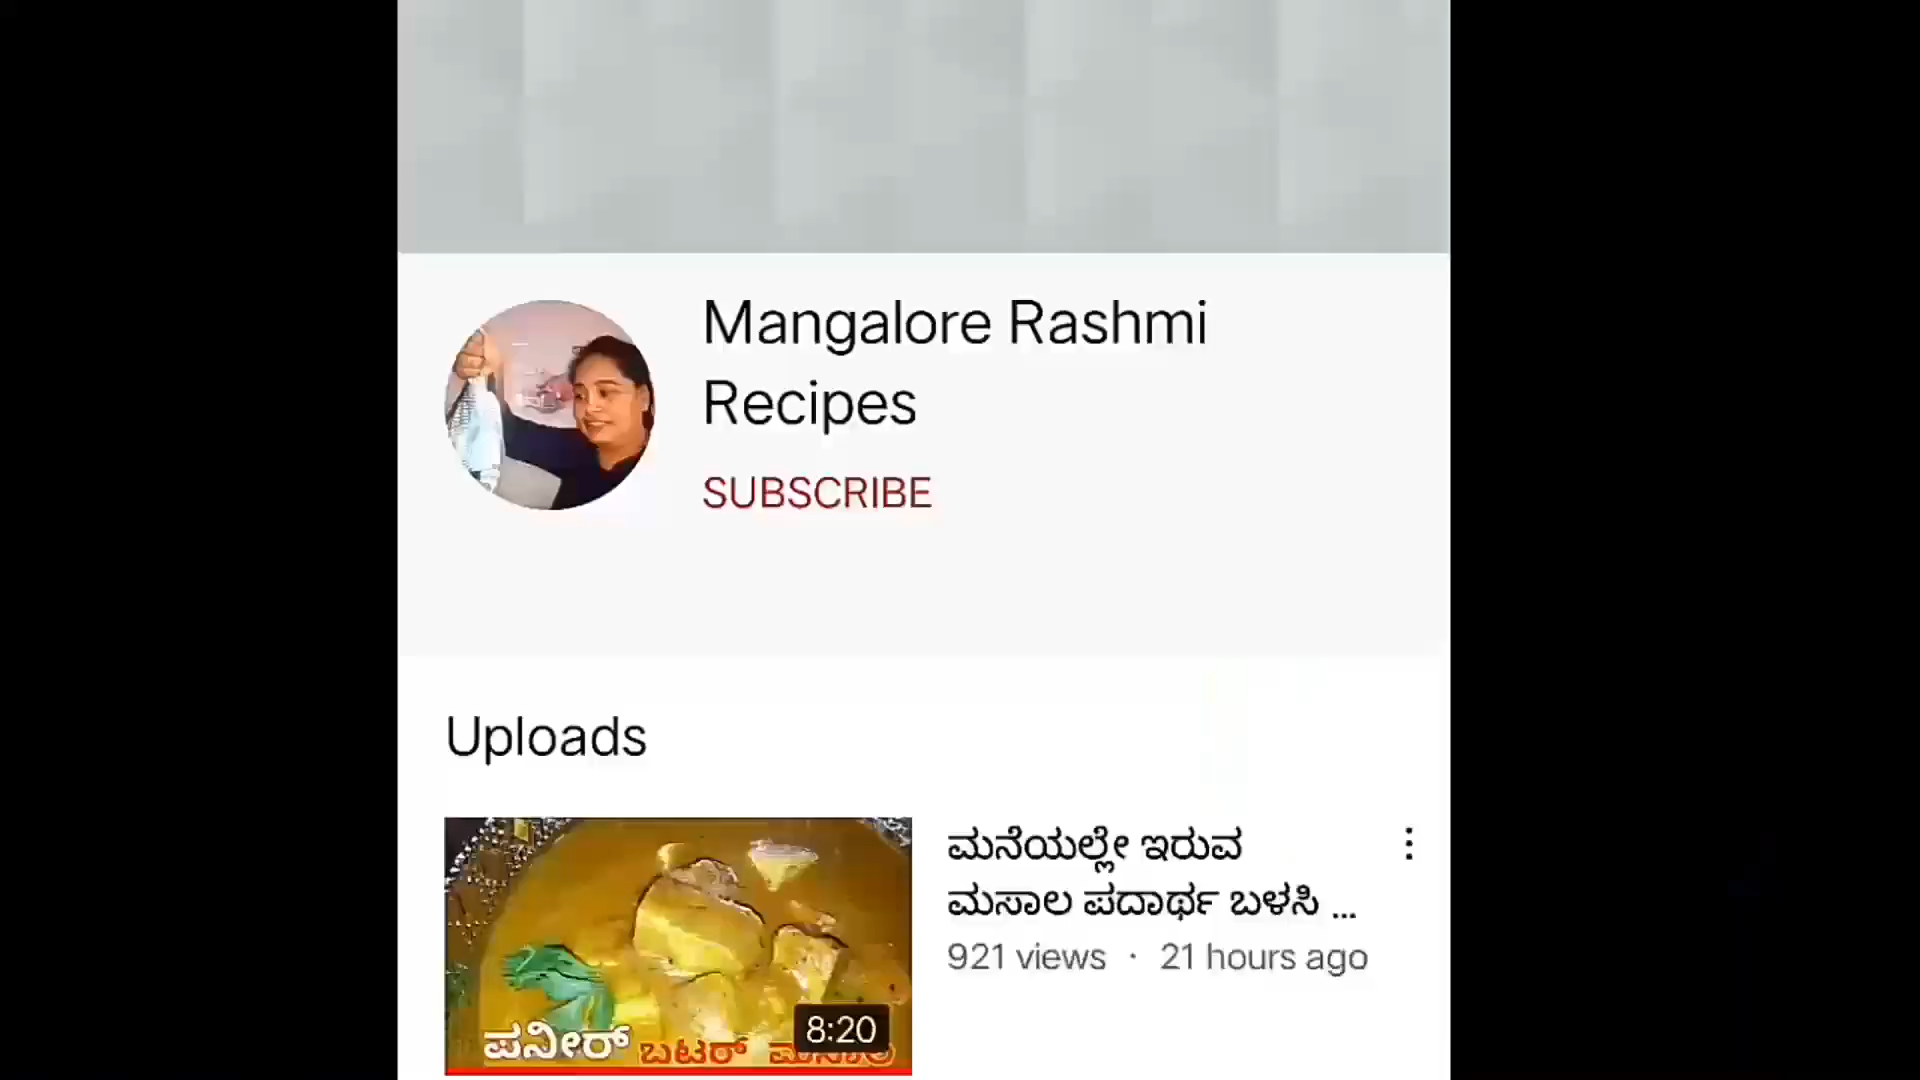 Mangalore Rashmi
Recipes
SUBSCRIBE
Uploads
ಮನೆಯಲ್ಲೇ ಇರುವ
ಮಸಾಲ ಪದಾರ್ಥ ಬಳಸಿ ...
921 views · 21 hours ago
8:20
ಪನೀರ್ ಬಟರ್ ಮಸಾಲ